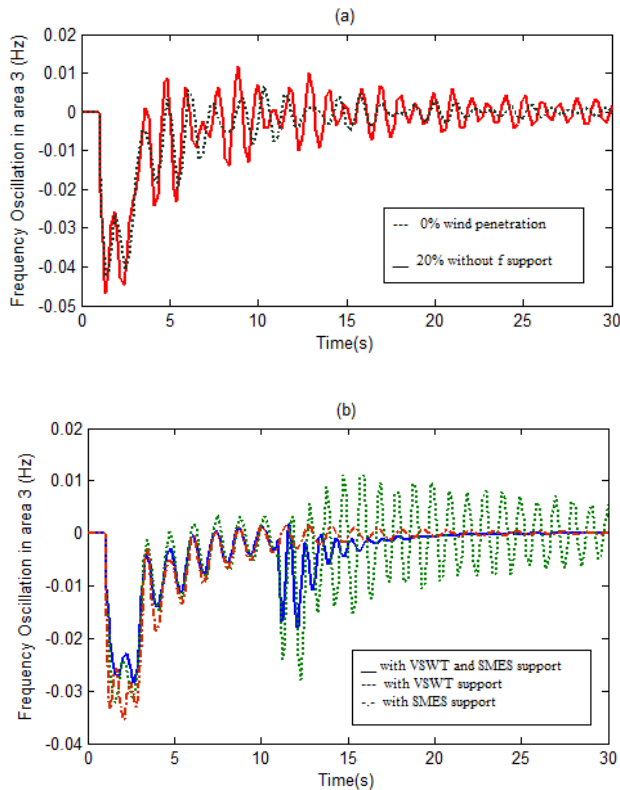 (a)
Frequency Oscillation in area 3 (Hz)
0.02
0.01
0
-0.01
-0.02
-0.03
-0.04
-0.05
0% wind penetration
20% without f support
0 5 10 15 20 25 30
Time(s)
(b)
Frequency Oscillation in area 3 (Hz)
0.02
0.01
0
-0.01
-0.02
-0.03
-0.04
with VSWT and SMES support
with VSWT support
with SMES support
0 5 10 15 20 25 30
Time(s)